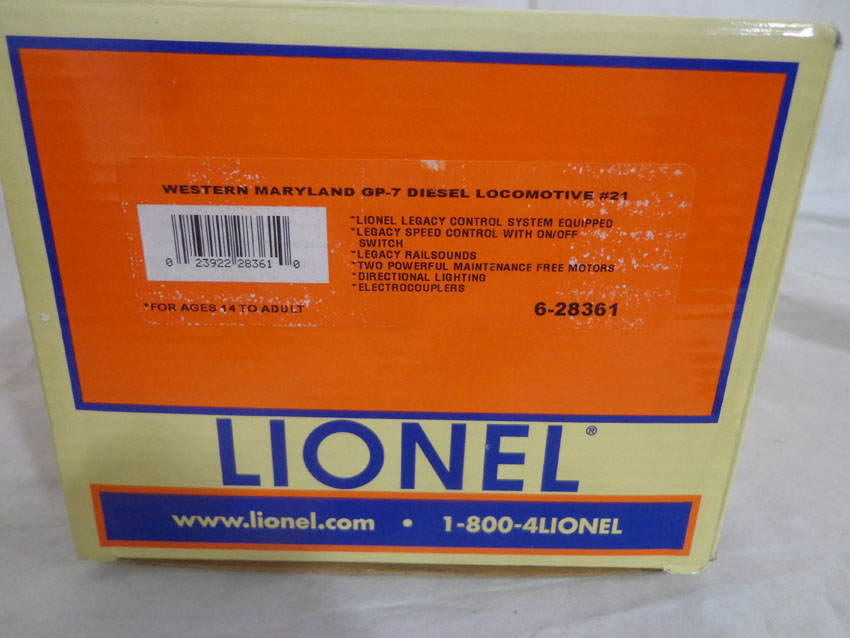 WESTERN MARYLAND GP-7 DIESEL LOCOMOTIVE #21
*LIONEL LEGACY CONTROL SYSTEM EQUIPPED
*LEGACY SPEED CONTROL WITH ON/OFF
SWITCH
*LEGACY RAILSOUNDS
*TWO POWERFUL MAINTENANCE FREE MOTORS
*DIRECTIONAL LIGHTING
*ELECTROCOUPLERS
0 23922 28361 0
*FOR AGES 14 TO ADULT
6-28361
LIONEL®
www.lionel.com • 1-800-4LIONEL